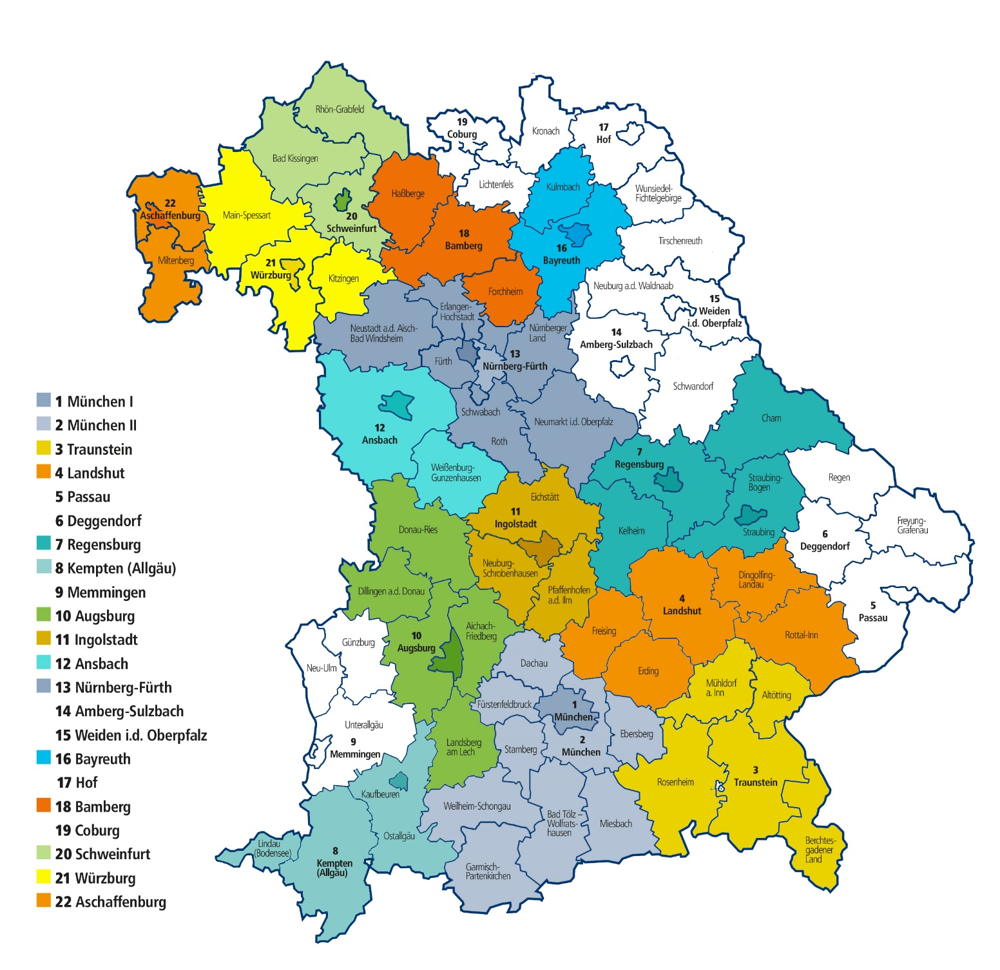 Rhön-Grabfeld
Bad Kissingen
19
Coburg
Kronach
17
Hof
Lichtenfels
Kulmbach
Wunsiedel-
Fichtelgebirge
Haßberge
22
Aschaffenburg
Main-Spessart
20
Schweinfurt
18
Bamberg
16
Bayreuth
Tirschenreuth
Miltenberg
21
Würzburg
Kitzingen
Forchheim
Neuburg a.d. Waldnaab
15
Weiden
i.d. Oberpfalz
Erlangen-
Hochstadt
Neustadt a.d. Aisch-
Bad Windsheim
Nürnberger
Land
14
Amberg-Sulzbach
Fürth
13
Nürnberg-Fürth
Schwandorf
Schwabach
Neumarkt i.d. Oberpfalz
Cham
12
Ansbach
Roth
7
Regensburg
Weißenburg-
Gunzenhausen
Straubing-
Bogen
Regen
Eichstätt
11
Ingolstadt
Donau-Ries
Kelheim
Straubing
6
Deggendorf
Freyung-
Grafenau
Neuburg-
Schrobenhausen
Dingolfing-
Landau
Dillingen a.d. Donau
Pfaffenhofen
a.d. Ilm
4
Landshut
5
Passau
Aichach-
Friedberg
Freising
Rottal-Inn
Günzburg
10
Augsburg
Neu-Ulm
Dachau
Erding
Mühldorf
a. Inn
Altötting
Fürstenfeldbruck
1
München
Unterallgäu
9
Memmingen
Landsberg
am Lech
Starnberg
2
München
Ebersberg
Rosenheim
3
Traunstein
Kaufbeuren
Weilheim-Schongau
Bad Tölz –
Wolfrats-
hausen
Miesbach
Ostallgäu
Lindau
(Bodensee)
8
Kempten
(Allgäu)
Garmisch-
Partenkirchen
Berchtes-
gadener
Land
1 München I
2 München II
3 Traunstein
4 Landshut
5 Passau
6 Deggendorf
7 Regensburg
8 Kempten (Allgäu)
9 Memmingen
10 Augsburg
11 Ingolstadt
12 Ansbach
13 Nürnberg-Fürth
14 Amberg-Sulzbach
15 Weiden i.d. Oberpfalz
16 Bayreuth
17 Hof
18 Bamberg
19 Coburg
20 Schweinfurt
21 Würzburg
22 Aschaffenburg